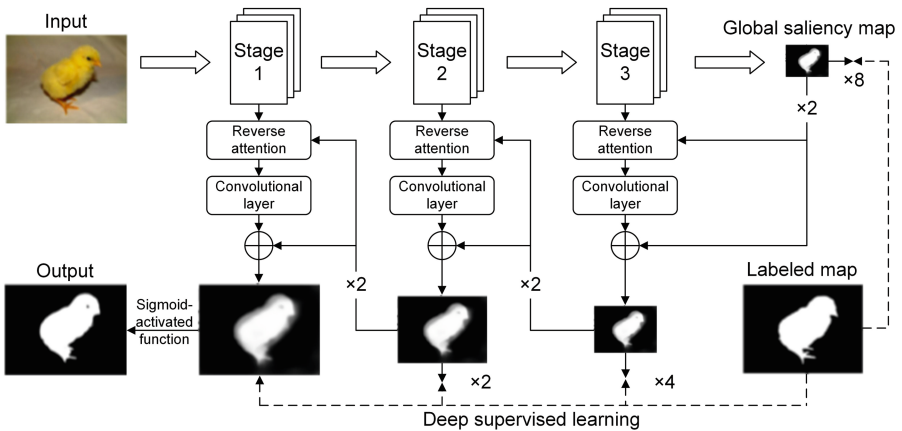 Input
Stage
1
Stage
2
Stage
3
Global saliency map
×8
×2
Reverse
attention
Reverse
attention
Reverse
attention
Convolutional
layer
Convolutional
layer
Convolutional
layer
Output
×2
×2
Labeled map
Sigmoid-
activated
function
×2
×4
Deep supervised learning